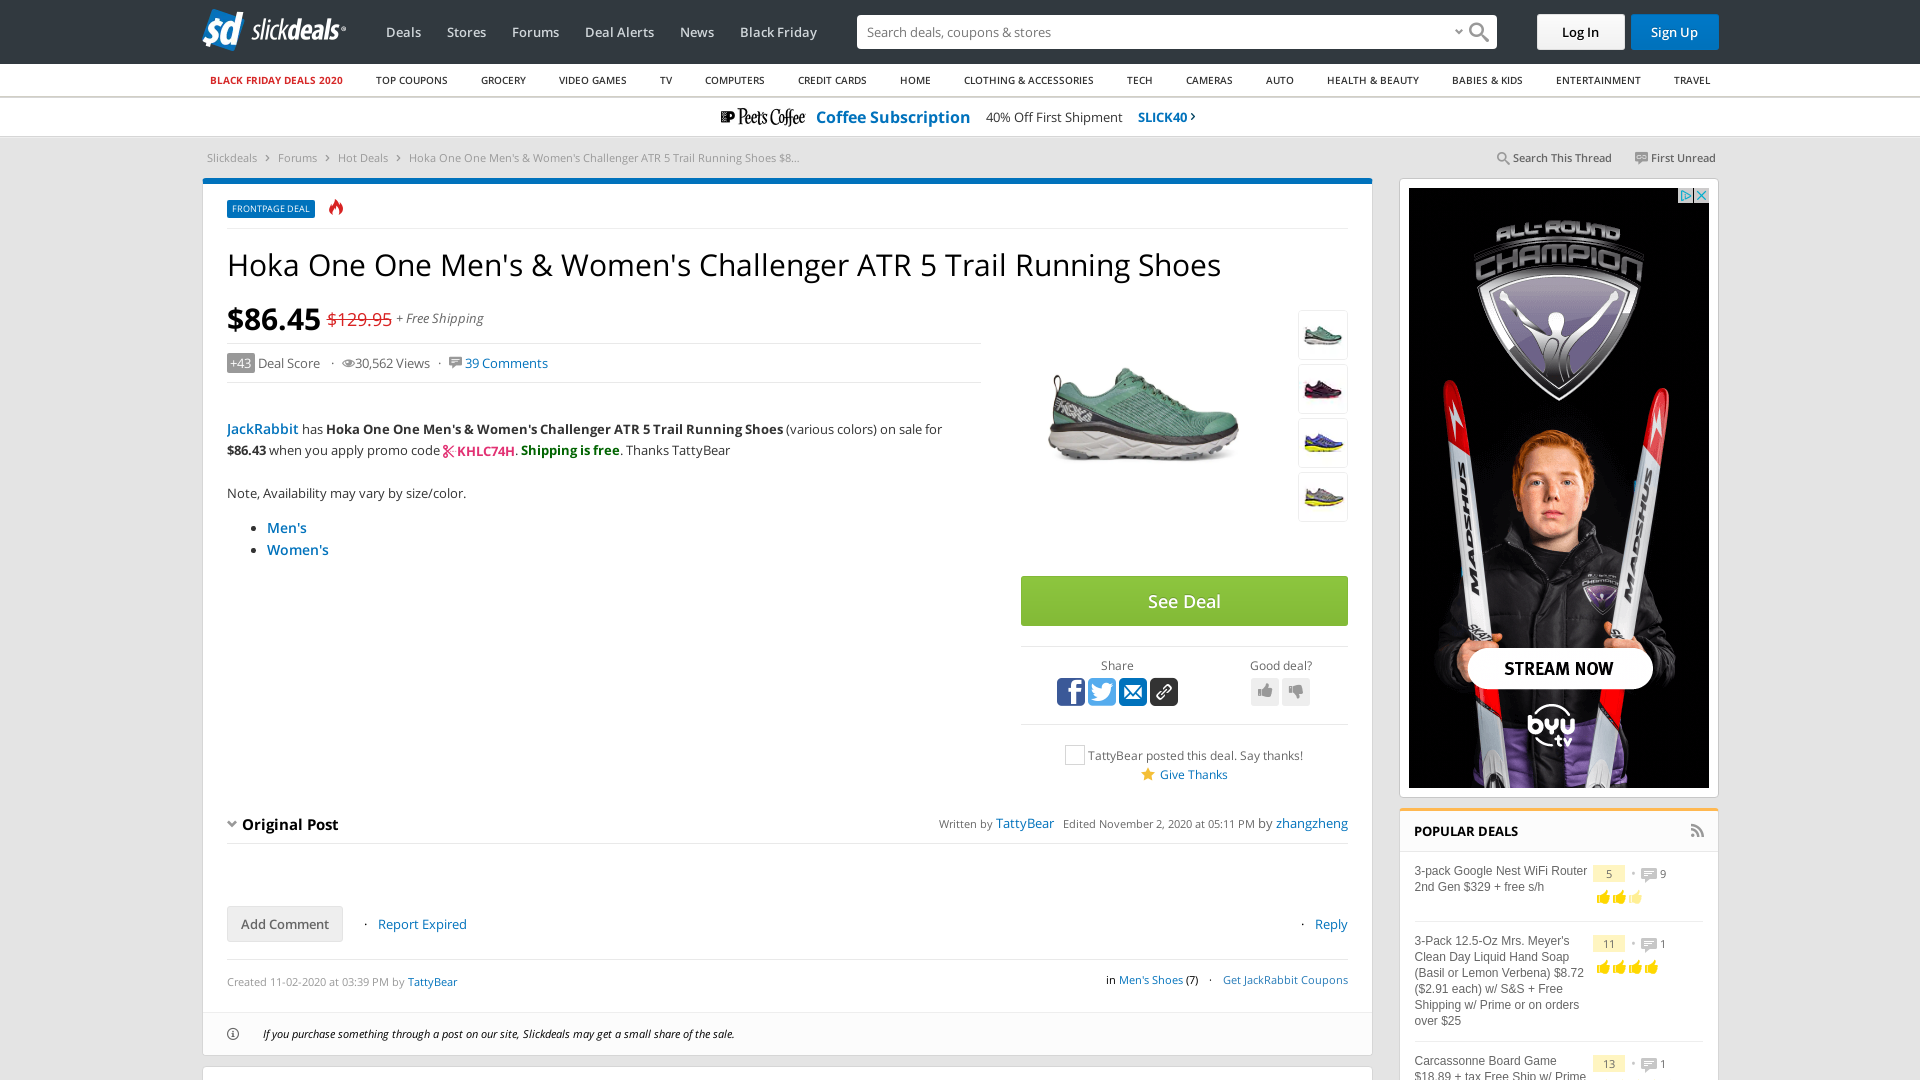 sd slickdeals
Deals Stores Forums Deal Alerts News Black Friday
Search deals, coupons & stores
Log In
Sign Up
BLACK FRIDAY DEALS 2020 TOP COUPONS GROCERY VIDEO GAMES TV COMPUTERS CREDIT CARDS HOME CLOTHING & ACCESSORIES TECH CAMERAS AUTO HEALTH & BEAUTY BABIES & KIDS ENTERTAINMENT TRAVEL
Peet's Coffee Coffee Subscription 40% Off First Shipment SLICK40
Slickdeals Forums Hot Deals Hoka One One Men's & Women's Challenger ATR 5 Trail Running Shoes $8...
Search This Thread First Unread
FRONTPAGE DEAL
Hoka One One Men's & Women's Challenger ATR 5 Trail Running Shoes
$86.45 $129.95 + Free Shipping
+43 Deal Score · 30,562 Views · 39 Comments
JackRabbit has Hoka One One Men's & Women's Challenger ATR 5 Trail Running Shoes (various colors) on sale for
$86.43 when you apply promo code KHLC74H. Shipping is free. Thanks TattyBear
Note, Availability may vary by size/color.
• Men's
• Women's
HOKA
See Deal
Share
Good deal?
TattyBear posted this deal. Say thanks!
Give Thanks
Original Post
Written by TattyBear Edited November 2, 2020 at 05:11 PM by zhangzheng
Add Comment · Report Expired
· Reply
Created 11-02-2020 at 03:39 PM by TattyBear
in Men's Shoes (7) · Get JackRabbit Coupons
If you purchase something through a post on our site, Slickdeals may get a small share of the sale.
ALL-ROUND
CHAMPION
MADSHUS
MADSHUS
STREAM NOW
byu
tv
POPULAR DEALS
3-pack Google Nest WiFi Router
2nd Gen $329 + free s/h
5 • 9
3-Pack 12.5-Oz Mrs. Meyer's
Clean Day Liquid Hand Soap
(Basil or Lemon Verbena) $8.72
($2.91 each) w/ S&S + Free
Shipping w/ Prime or on orders
over $25
11 • 1
Carcassonne Board Game
$18.89 + tax Free Ship w/ Prime
13 • 1